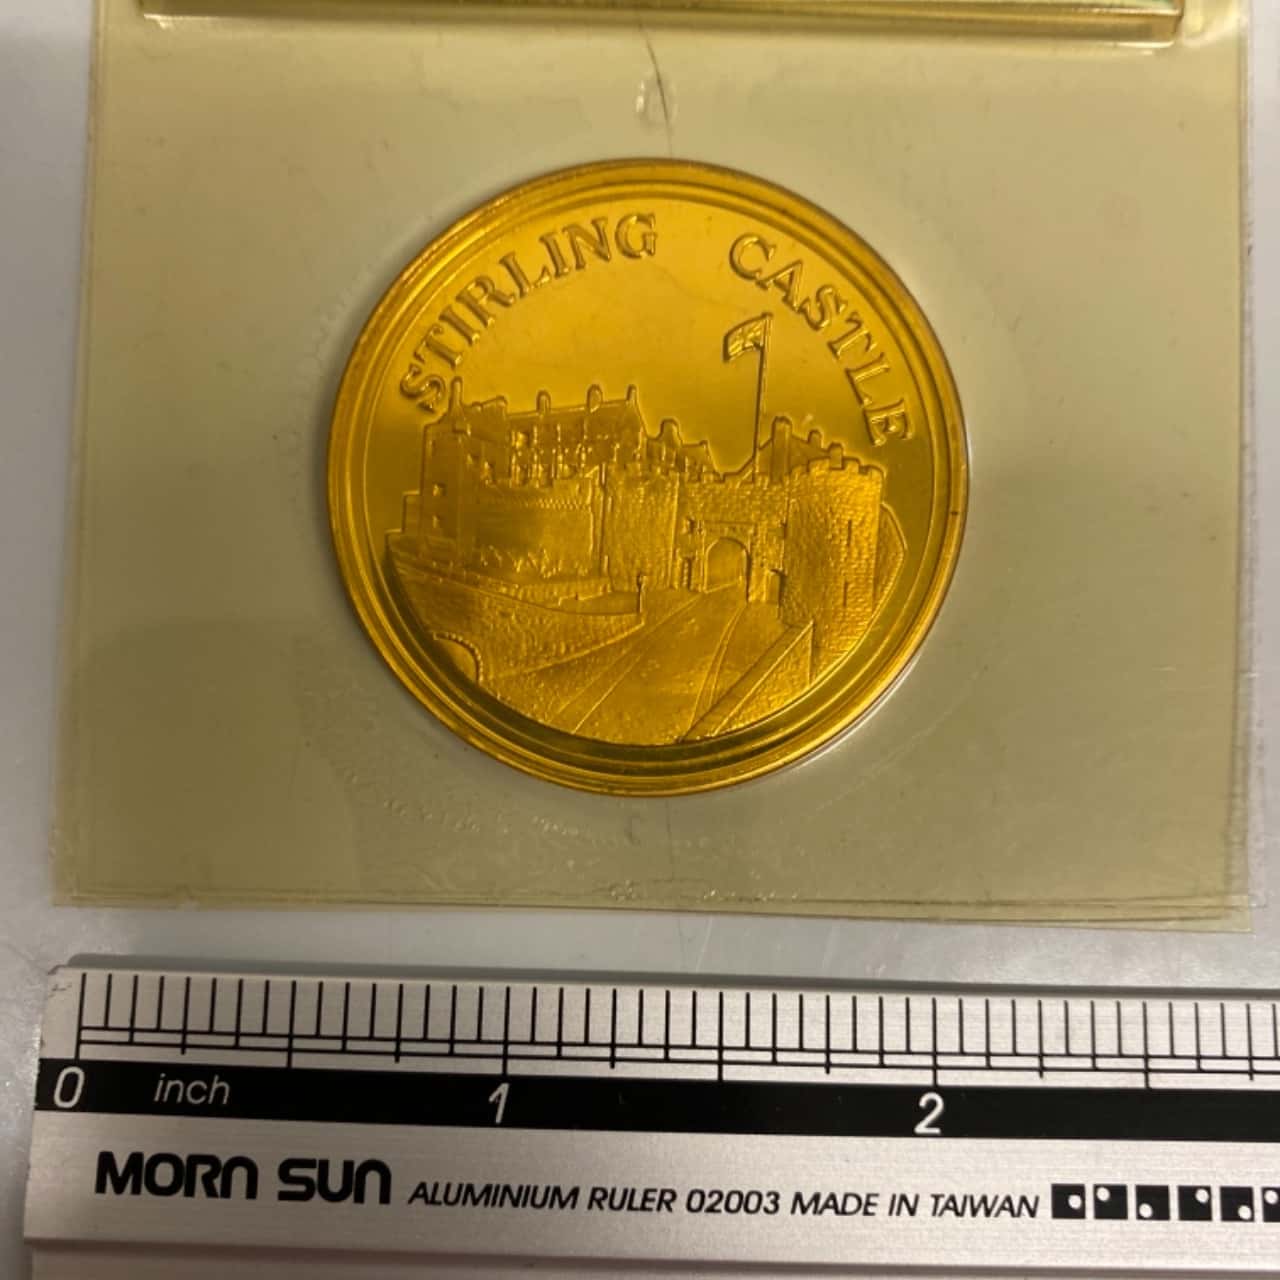 STIRLING CASTLE
0 inch 1 2
MORN SUN ALUMINIUM RULER 02003 MADE IN TAIWAN